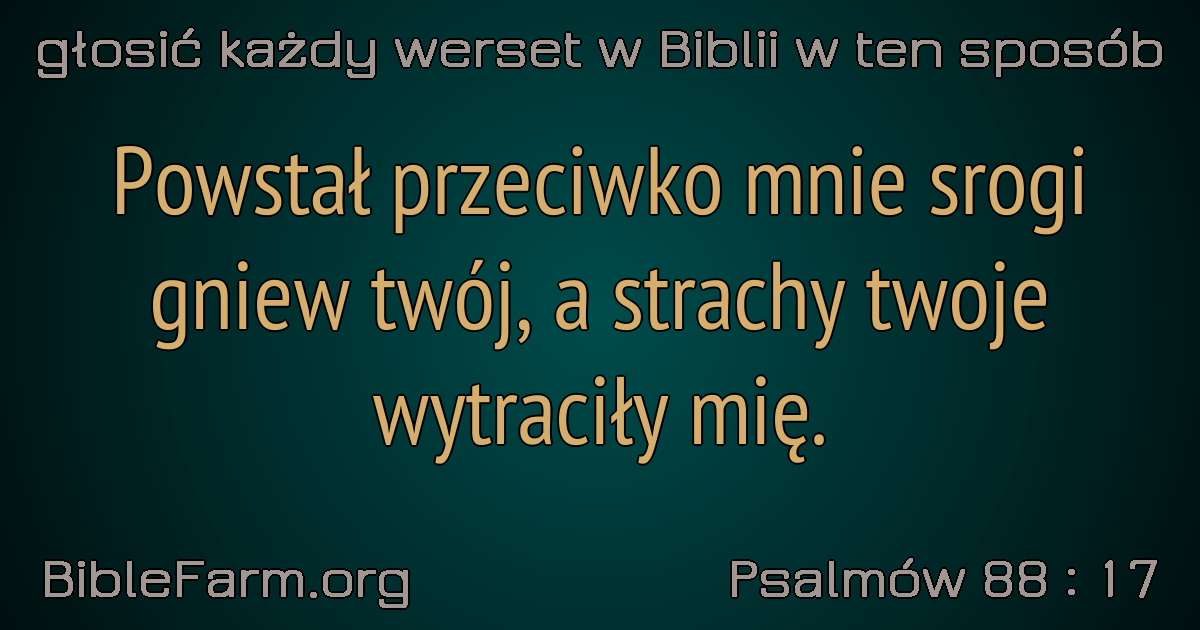 głosić każdy werset w Biblii w ten sposób
Powstał przeciwko mnie srogi
gniew twój, a strachy twoje
wytraciły mię.
BibleFarm.org
Psalmów 88 : 17